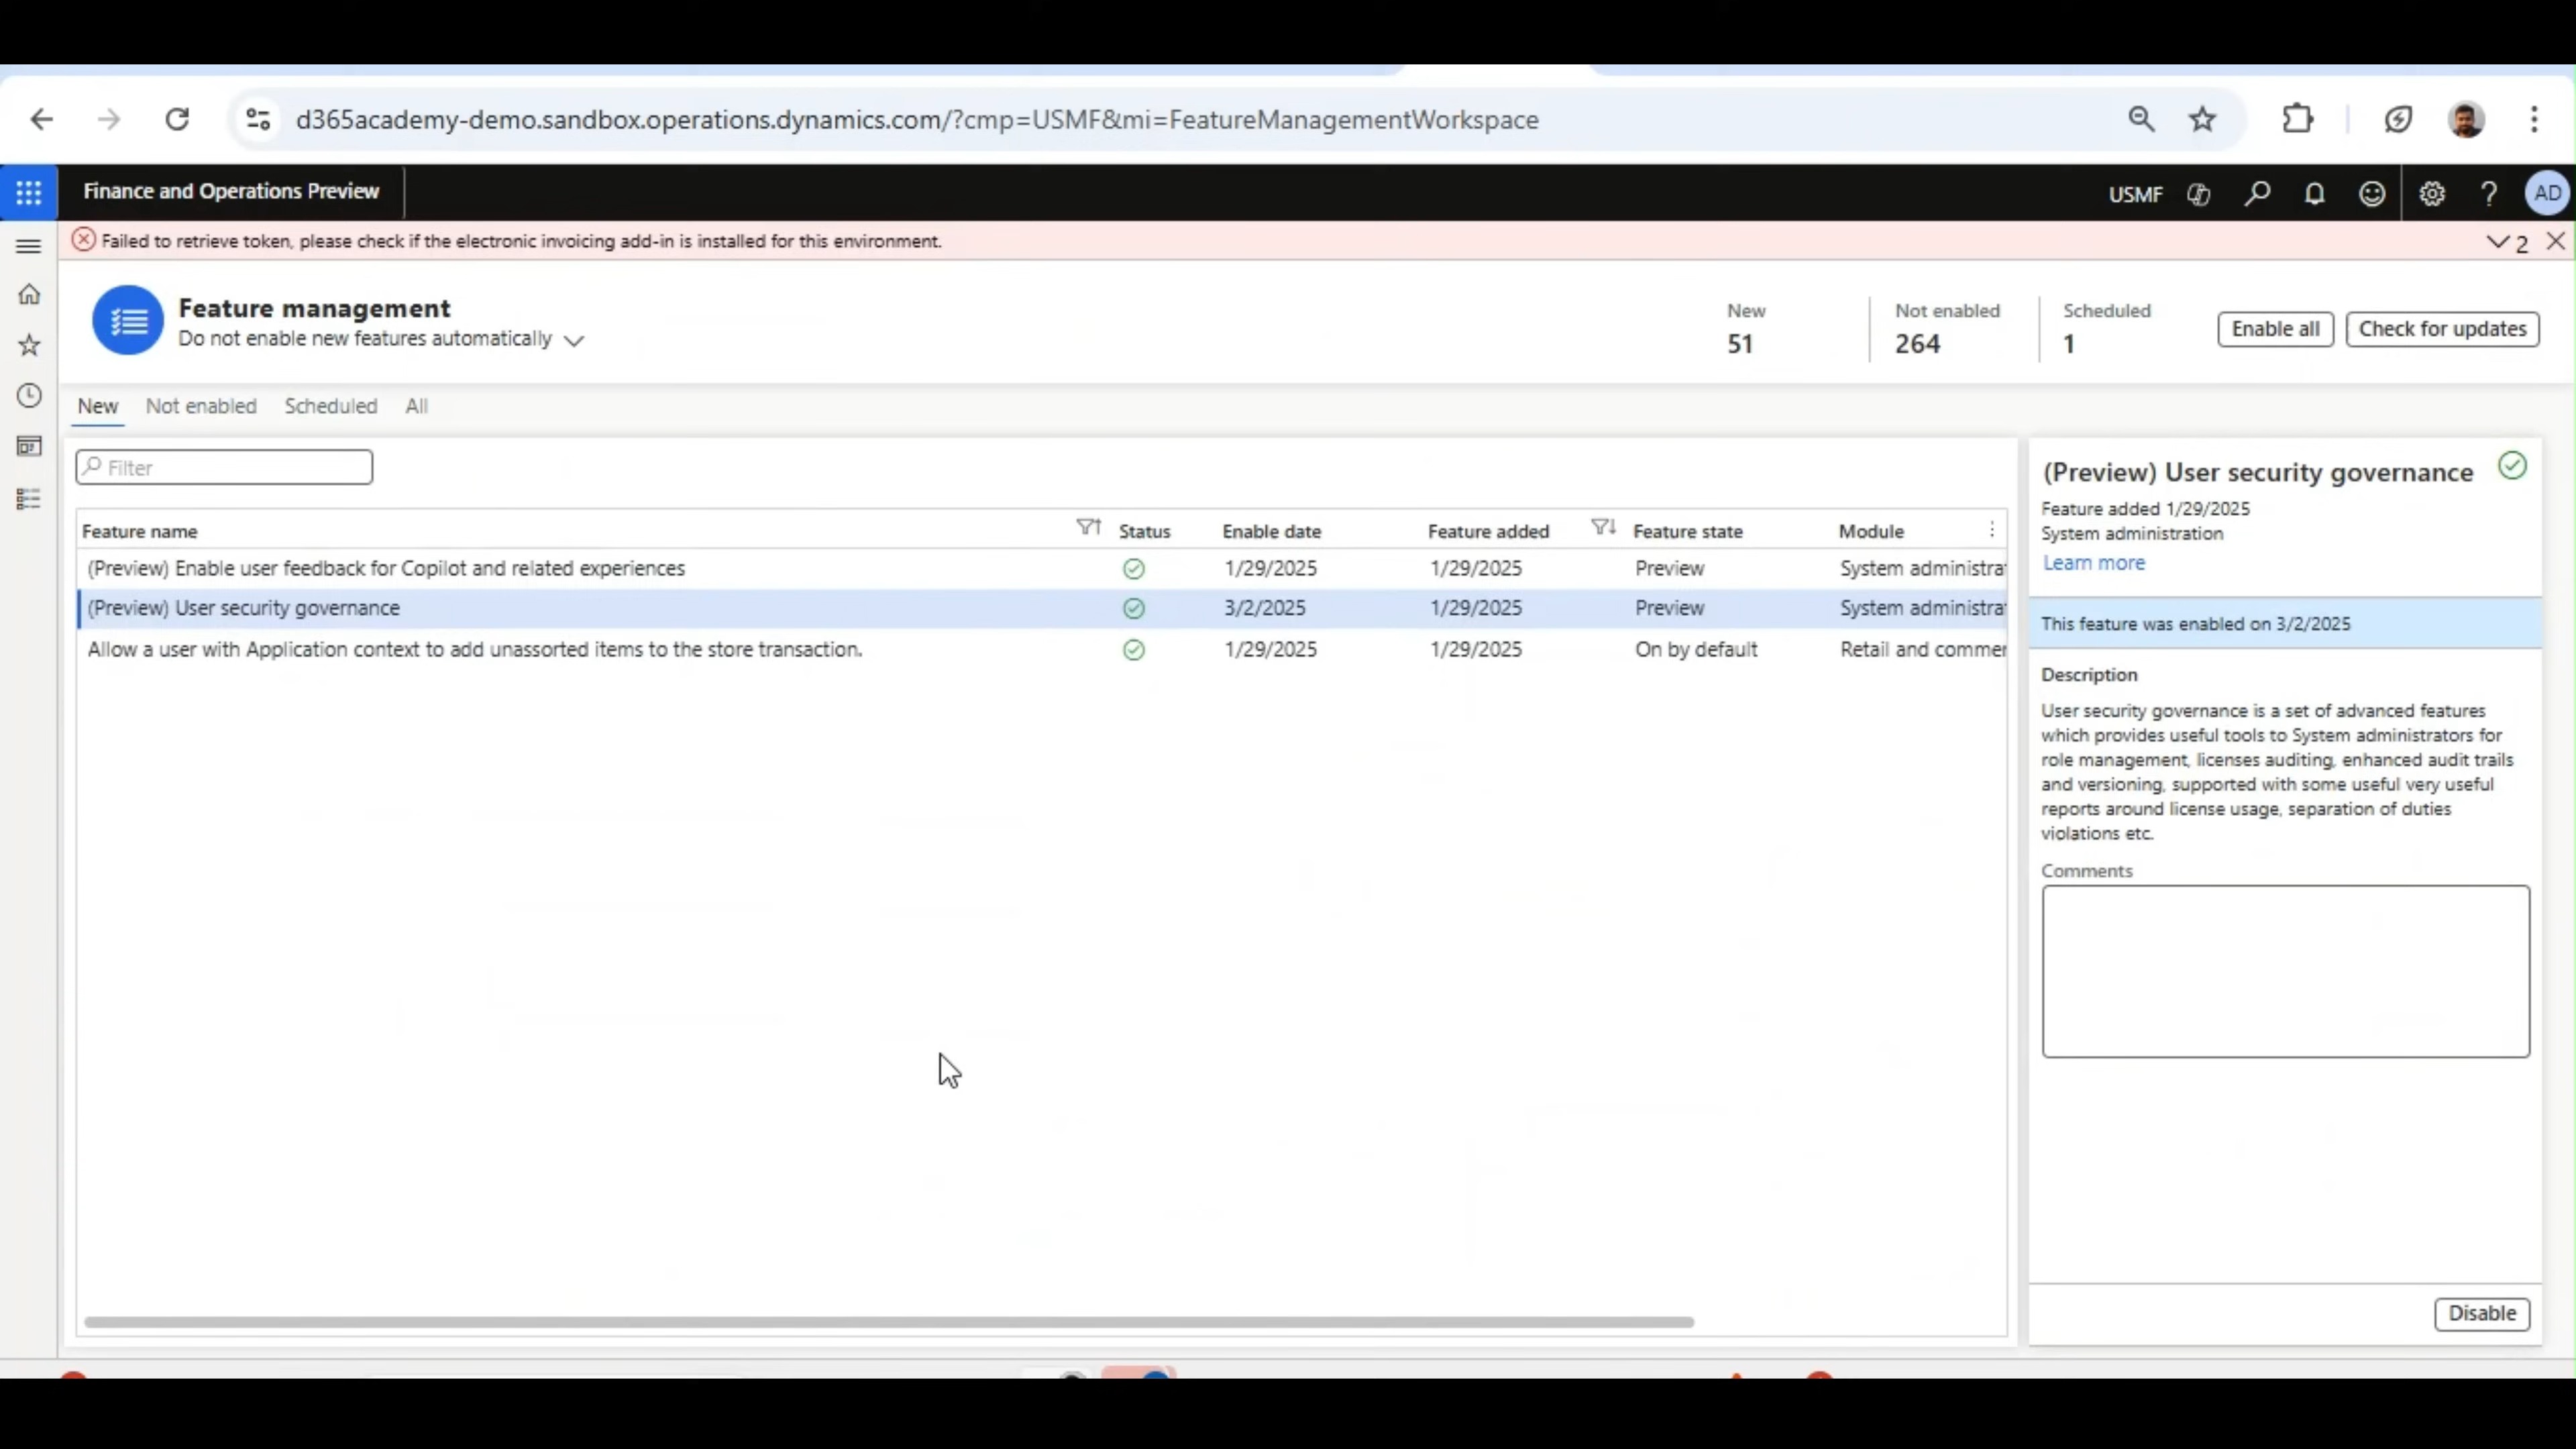 d365academy-demo.sandbox.operations.dynamics.com/?cmp=USMF&mi=FeatureManagementWorkspace
Finance and Operations Preview
USMF
AD
Failed to retrieve token, please check if the electronic invoicing add-in is installed for this environment.
2
Feature management
Do not enable new features automatically
New
51
Not enabled
264
Scheduled
1
Enable all
Check for updates
New Not enabled Scheduled All
Filter
Feature name Status Enable date Feature added Feature state Module
(Preview) Enable user feedback for Copilot and related experiences 1/29/2025 1/29/2025 Preview System administra
(Preview) User security governance 3/2/2025 1/29/2025 Preview System administra
Allow a user with Application context to add unassorted items to the store transaction. 1/29/2025 1/29/2025 On by default Retail and commer
(Preview) User security governance
Feature added 1/29/2025
System administration
Learn more
This feature was enabled on 3/2/2025
Description
User security governance is a set of advanced features
which provides useful tools to System administrators for
role management, licenses auditing, enhanced audit trails
and versioning, supported with some useful very useful
reports around license usage, separation of duties
violations etc.
Comments
Disable